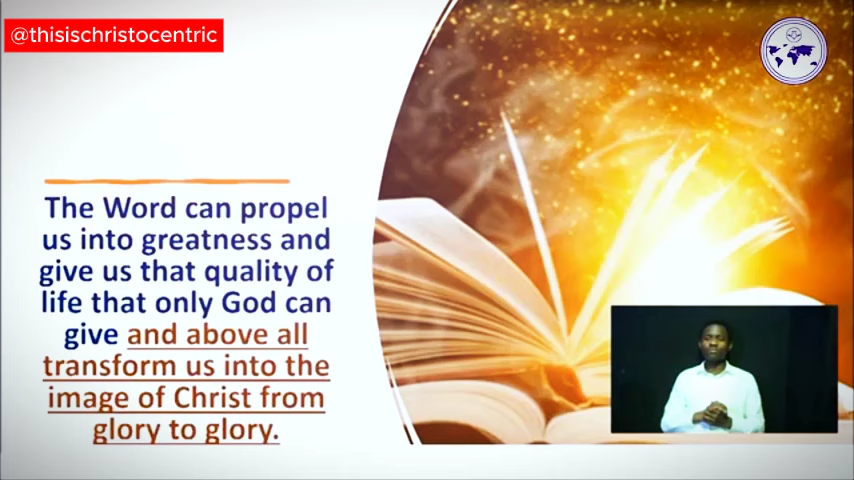 @thisischristocentric
The Word can propel
us into greatness and
give us that quality of
life that only God can
give and above all
transform us into the
image of Christ from
glory to glory.